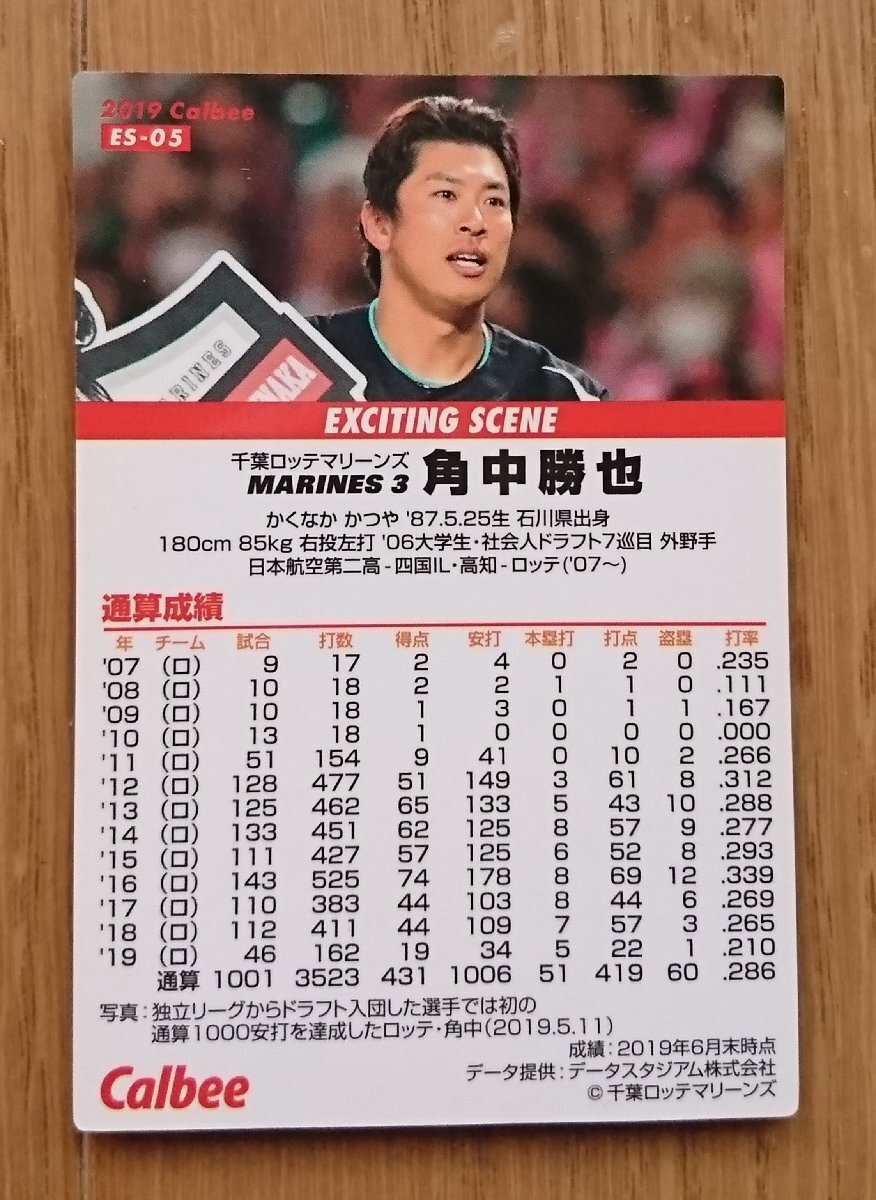 2019 Calbee
ES-05
ARINES
NAKA
EXCITING SCENE
千葉ロッテマリーンズ
MARINES 3 角中勝也
かくなか かつや '87.5.25生 石川県出身
180cm 85kg 右投左打 '06大学生・社会人ドラフト7巡目 外野手
日本航空第二高-四国IL・高知-ロッテ('07〜)
通算成績
年 チーム 試合 打数 得点 安打 本塁打 打点 盗塁 打率
'07 (ロ) 9 17 2 4 0 2 0 .235
'08 (ロ) 10 18 2 2 1 1 0 .111
'09 (ロ) 10 18 1 3 0 1 1 .167
'10 (ロ) 13 18 1 0 0 0 0 .000
'11 (ロ) 51 154 9 41 0 10 2 .266
'12 (ロ) 128 477 51 149 3 61 8 .312
'13 (ロ) 125 462 65 133 5 43 10 .288
'14 (ロ) 133 451 62 125 8 57 9 .277
'15 (ロ) 111 427 57 125 6 52 8 .293
'16 (ロ) 143 525 74 178 8 69 12 .339
'17 (ロ) 110 383 44 103 8 44 6 .269
'18 (ロ) 112 411 44 109 7 57 3 .265
'19 (ロ) 46 162 19 34 5 22 1 .210
通算 1001 3523 431 1006 51 419 60 .286
写真：独立リーグからドラフト入団した選手では初の
通算1000安打を達成したロッテ・角中(2019.5.11)
成績：2019年6月末時点
データ提供：データスタジアム株式会社
©千葉ロッテマリーンズ
Calbee